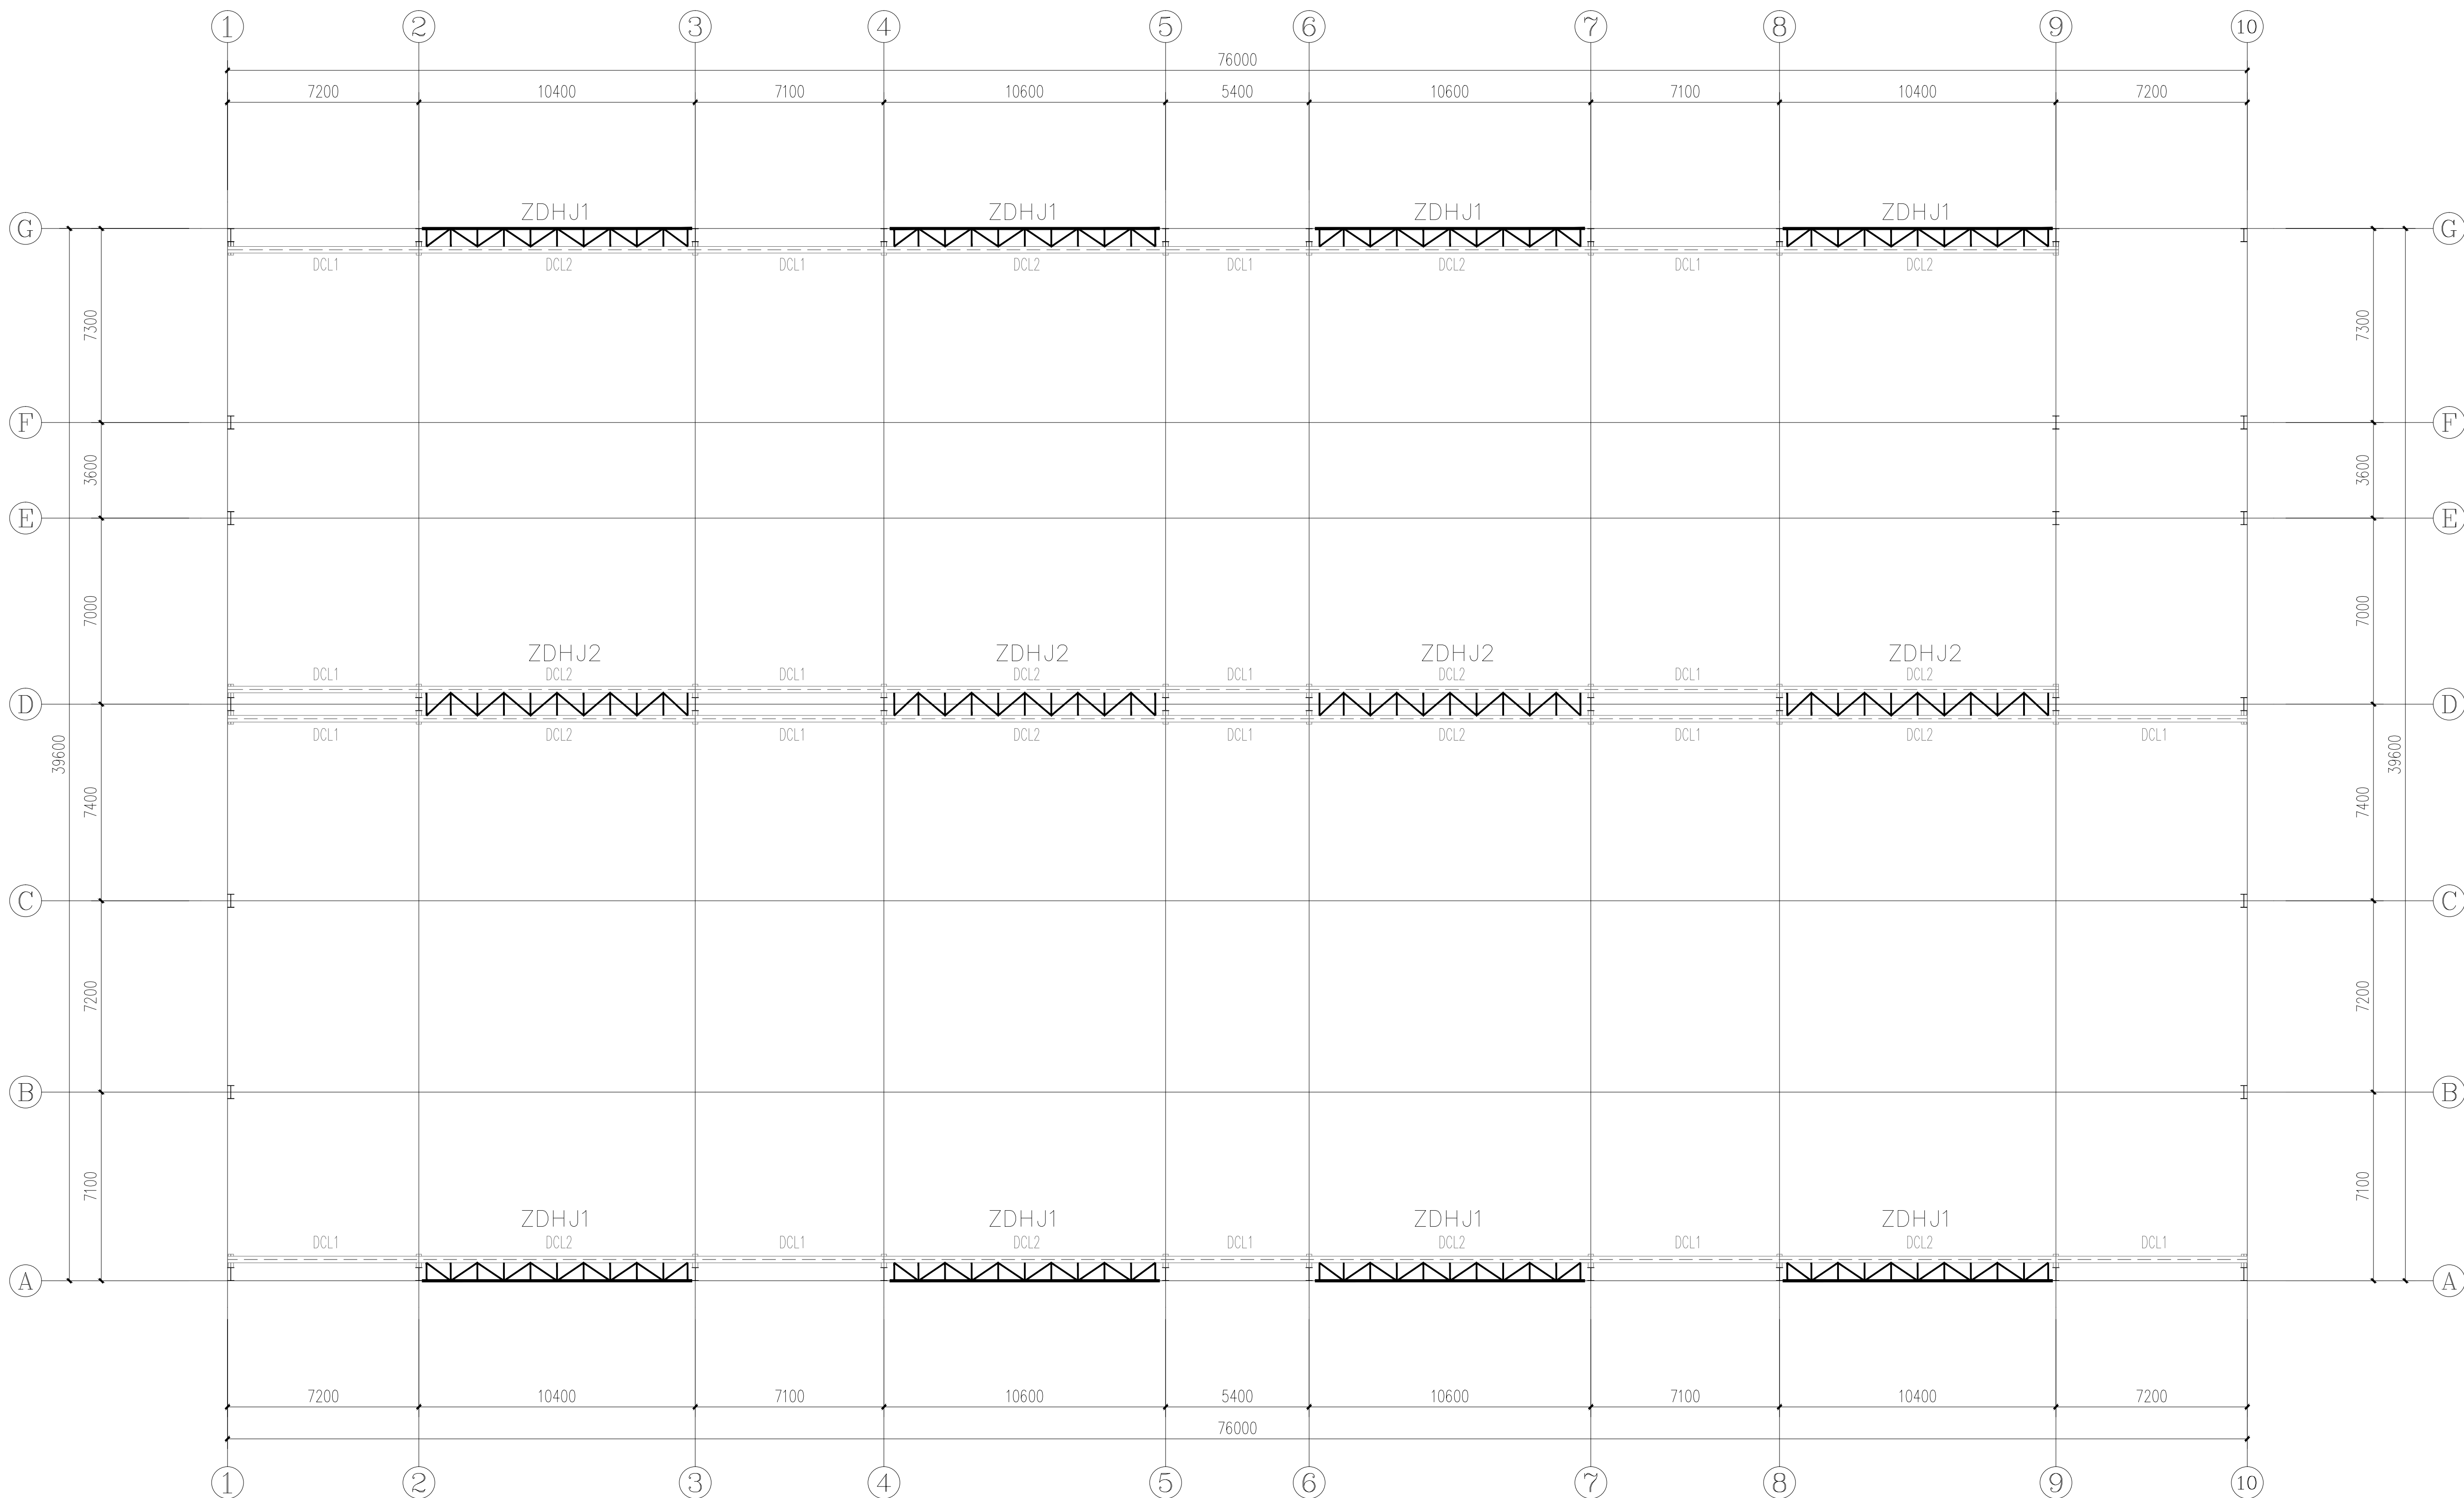 1 2 3 4 5 6 7 8 9 10
76000
7200 10400 7100 10600 5400 10600 7100 10400 7200
ZDHJ1 ZDHJ1 ZDHJ1 ZDHJ1
G G
DCL1 DCL2 DCL1 DCL2 DCL1 DCL2 DCL1 DCL2
7300 7300
F F
3600 3600
E E
7000 7000
ZDHJ2 ZDHJ2 ZDHJ2 ZDHJ2
DCL1 DCL2 DCL1 DCL2 DCL1 DCL2 DCL1 DCL2
D D
DCL1 DCL2 DCL1 DCL2 DCL1 DCL2 DCL1 DCL2 DCL1
39600 39600
7400 7400
C C
7200 7200
B B
7100 7100
ZDHJ1 ZDHJ1 ZDHJ1 ZDHJ1
DCL1 DCL2 DCL1 DCL2 DCL1 DCL2 DCL1 DCL2 DCL1
A A
7200 10400 7100 10600 5400 10600 7100 10400 7200
76000
1 2 3 4 5 6 7 8 9 10